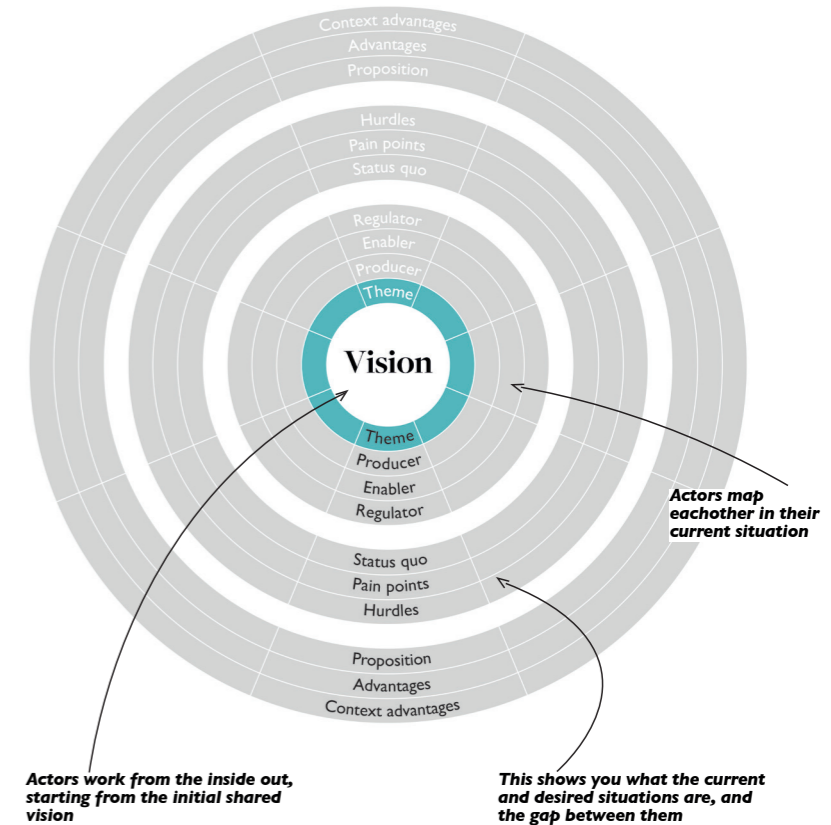 Context advantages
Advantages
Proposition
Hurdles
Pain points
Status quo
Regulator
Enabler
Producer
Theme
Vision
Theme
Producer
Enabler
Regulator
Status quo
Pain points
Hurdles
Proposition
Advantages
Context advantages
Actors map
eachother in their
current situation
Actors work from the inside out,
starting from the initial shared
vision
This shows you what the current
and desired situations are, and
the gap between them